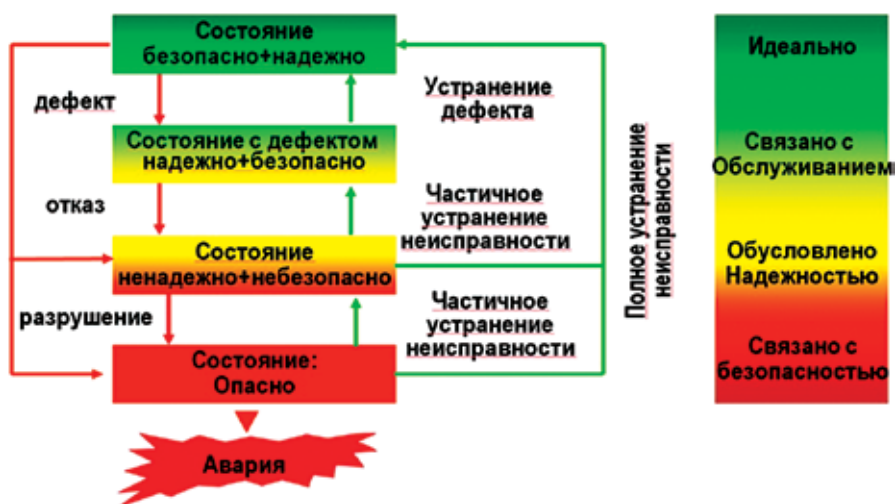 Состояние
безопасно+надежно
дефект
Состояние с дефектом
надежно+безопасно
отказ
Состояние
ненадежно+небезопасно
разрушение
Состояние:
Опасно
Авария
Устранение
дефекта
Частичное
устранение
неисправности
Частичное
устранение
неисправности
Полное устранение
неисправности
Идеально
Связано с
Обслуживанием
Обусловлено
Надежностью
Связано с
безопасностью